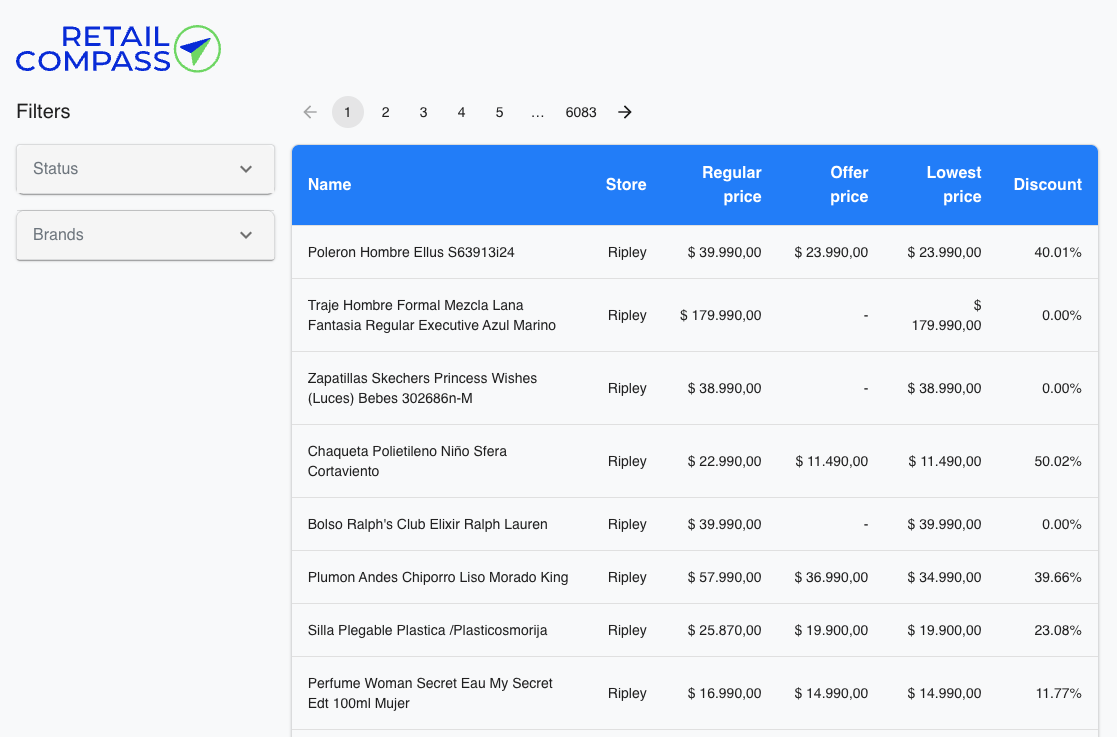 RETAIL
COMPASS
Filters
1 2 3 4 5 ... 6083
Status
Brands
Name Store Regular price Offer price Lowest price Discount
Poleron Hombre Ellus S63913i24 Ripley $ 39.990,00 $ 23.990,00 $ 23.990,00 40.01%
Traje Hombre Formal Mezcla Lana
Fantasia Regular Executive Azul Marino Ripley $ 179.990,00 - $ 179.990,00 0.00%
Zapatillas Skechers Princess Wishes
(Luces) Bebes 302686n-M Ripley $ 38.990,00 - $ 38.990,00 0.00%
Chaqueta Polietileno Niño Sfera
Cortaviento Ripley $ 22.990,00 $ 11.490,00 $ 11.490,00 50.02%
Bolso Ralph's Club Elixir Ralph Lauren Ripley $ 39.990,00 - $ 39.990,00 0.00%
Plumon Andes Chiporro Liso Morado King Ripley $ 57.990,00 $ 36.990,00 $ 34.990,00 39.66%
Silla Plegable Plastica /Plasticosmorija Ripley $ 25.870,00 $ 19.900,00 $ 19.900,00 23.08%
Perfume Woman Secret Eau My Secret
Edt 100ml Mujer Ripley $ 16.990,00 $ 14.990,00 $ 14.990,00 11.77%